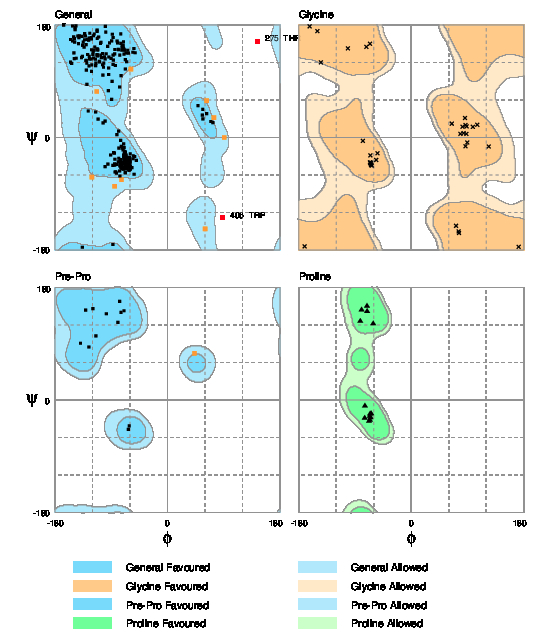 General
Glycine
180
275 THR
Ψ 0
405 TRP
-180
Pre-Pro
Proline
180
Ψ 0
-180
-180 0 180 -180 0 180
Φ Φ
General Favoured General Allowed
Glycine Favoured Glycine Allowed
Pre-Pro Favoured Pre-Pro Allowed
Proline Favoured Proline Allowed